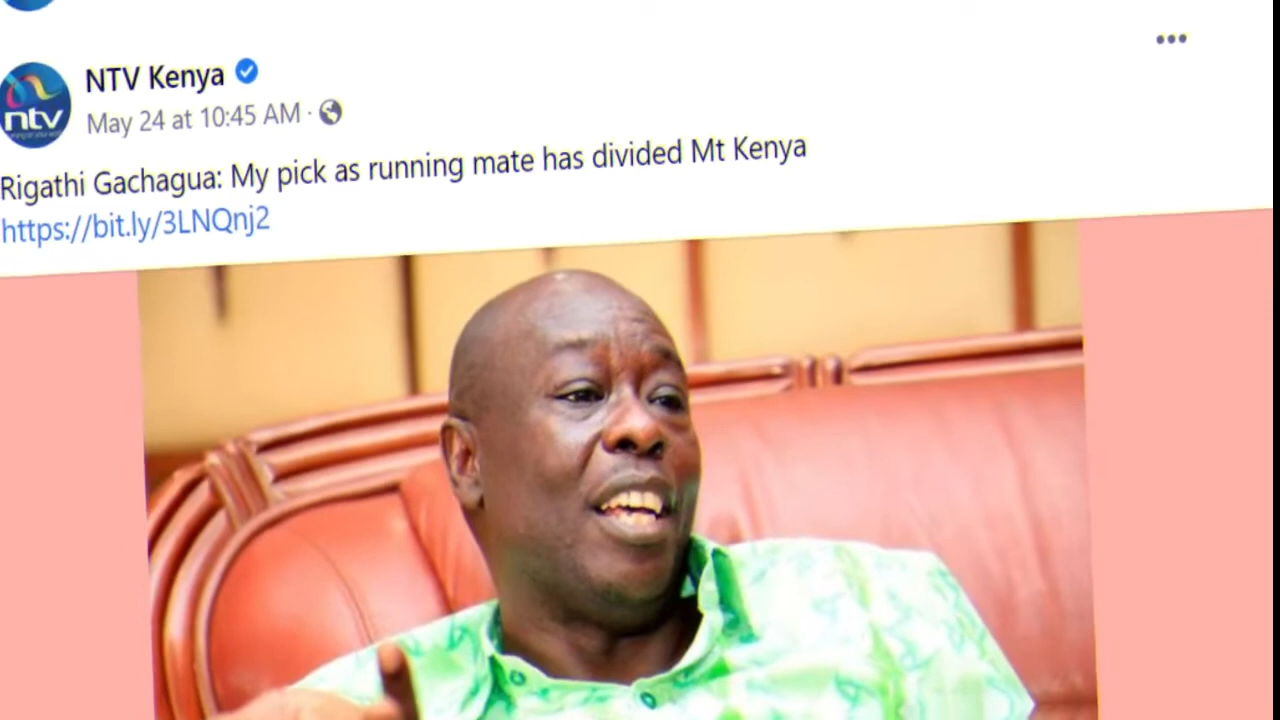 NTV Kenya
ntv
May 24 at 10:45 AM ·
Rigathi Gachagua: My pick as running mate has divided Mt Kenya
https://bit.ly/3LNQnj2